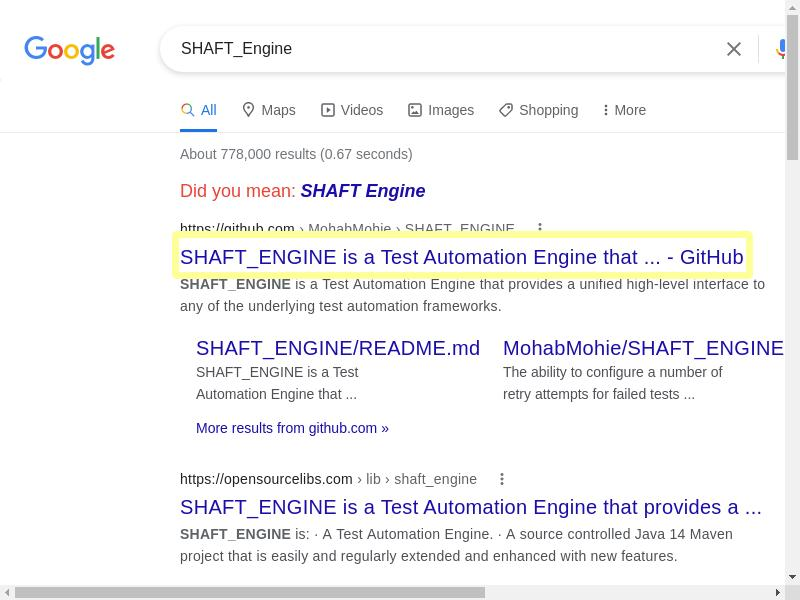 Google
SHAFT_Engine
All Maps Videos Images Shopping More
About 778,000 results (0.67 seconds)
Did you mean: SHAFT Engine
https://github.com › MohabMohie › SHAFT_ENGINE
SHAFT_ENGINE is a Test Automation Engine that ... - GitHub
SHAFT_ENGINE is a Test Automation Engine that provides a unified high-level interface to
any of the underlying test automation frameworks.
SHAFT_ENGINE/README.md
SHAFT_ENGINE is a Test
Automation Engine that ...
MohabMohie/SHAFT_ENGINE
The ability to configure a number of
retry attempts for failed tests ...
More results from github.com »
https://opensourcelibs.com › lib › shaft_engine
SHAFT_ENGINE is a Test Automation Engine that provides a ...
SHAFT_ENGINE is: · A Test Automation Engine. · A source controlled Java 14 Maven
project that is easily and regularly extended and enhanced with new features.